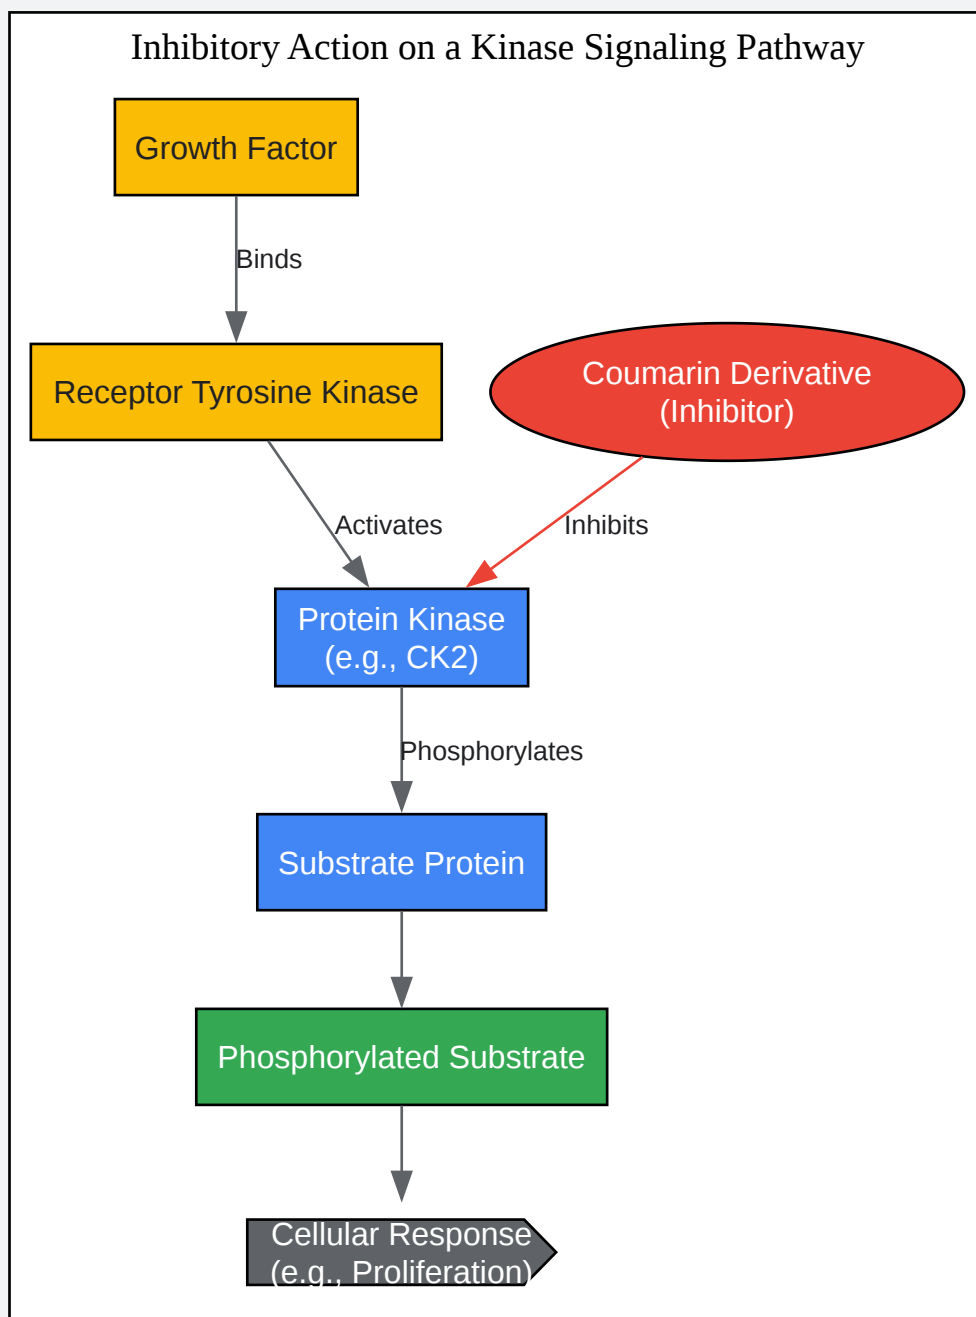 Inhibitory Action on a Kinase Signaling Pathway
Growth Factor
Binds
Receptor Tyrosine Kinase
Coumarin Derivative
(Inhibitor)
Activates
Inhibits
Protein Kinase
(e.g., CK2)
Phosphorylates
Substrate Protein
Phosphorylated Substrate
Cellular Response
(e.g., Proliferation)